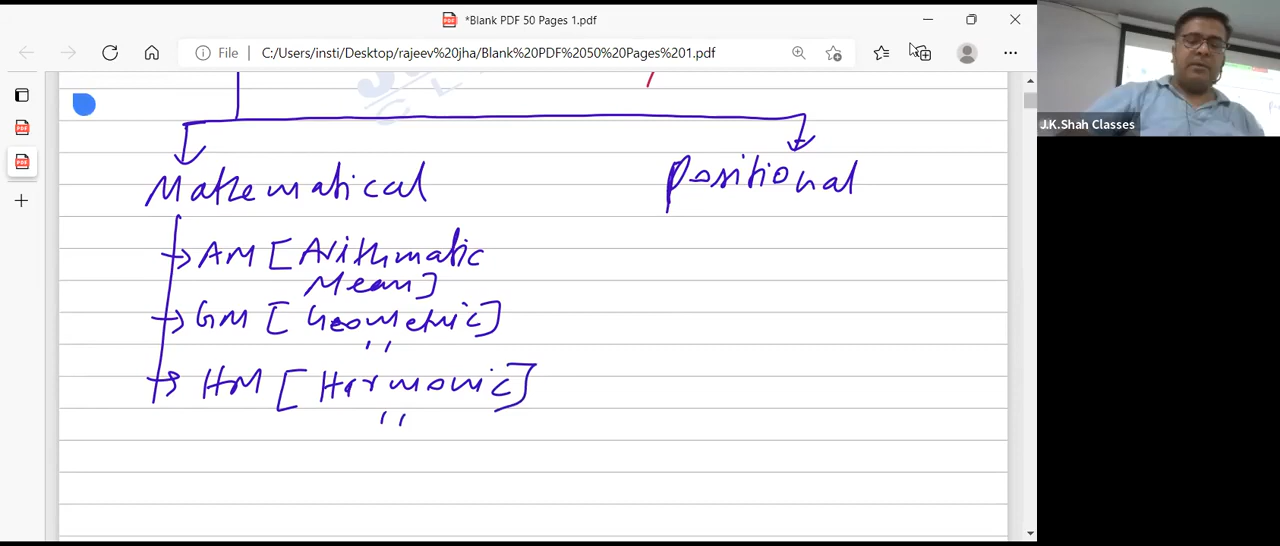 *Blank PDF 50 Pages 1.pdf
File
C:/Users/insti/Desktop/rajeev%20jha/Blank%20PDF%2050%20Pages%201.pdf
J.K.Shah Classes
Mathematical
Positional
AM [Arithmatic
Mean]
GM [Geometric]
"
HM [Harmonic]
"